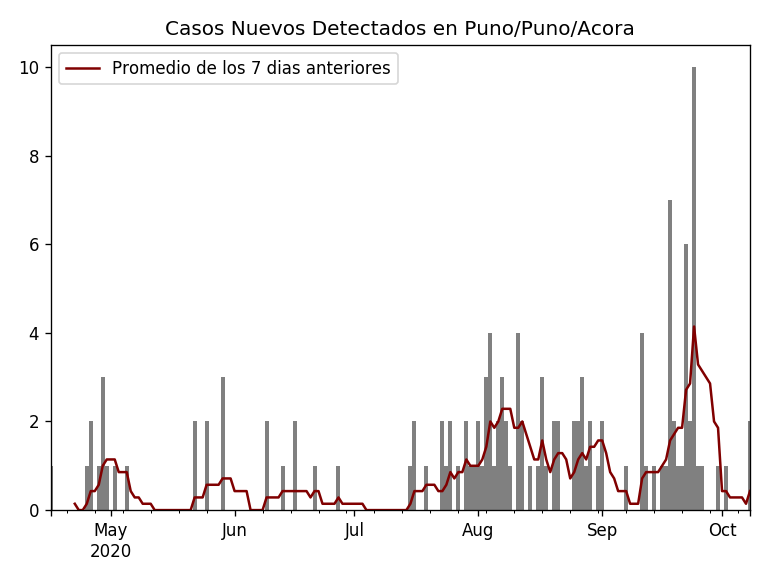 Casos Nuevos Detectados en Puno/Puno/Acora
Promedio de los 7 dias anteriores
10
8
6
4
2
0
May Jun Jul Aug Sep Oct
2020